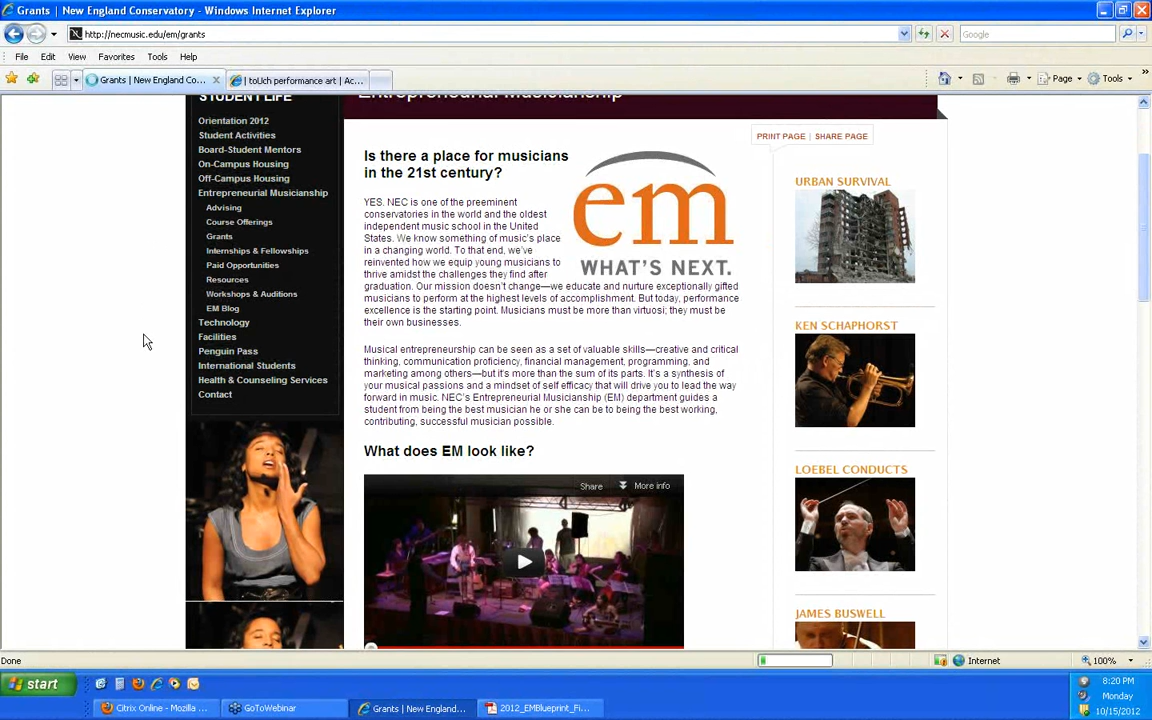 Grants | New England Conservatory - Windows Internet Explorer
http://necmusic.edu/em/grants
Google
File Edit View Favorites Tools Help
Grants | New England Co...
| toUch performance art | Ac...
Page
Tools
STUDENT LIFE
Orientation 2012
Student Activities
Board-Student Mentors
On-Campus Housing
Off-Campus Housing
Entrepreneurial Musicianship
Advising
Course Offerings
Grants
Internships & Fellowships
Paid Opportunities
Resources
Workshops & Auditions
EM Blog
Technology
Facilities
Penguin Pass
International Students
Health & Counseling Services
Contact
Entrepreneurial Musicianship
PRINT PAGE | SHARE PAGE
Is there a place for musicians
in the 21st century?
em
WHAT'S NEXT.
YES. NEC is one of the preeminent
conservatories in the world and the oldest
independent music school in the United
States. We know something of music's place
in a changing world. To that end, we've
reinvented how we equip young musicians to
thrive amidst the challenges they find after
graduation. Our mission doesn't change—we educate and nurture exceptionally gifted
musicians to perform at the highest levels of accomplishment. But today, performance
excellence is the starting point. Musicians must be more than virtuosi; they must be
their own businesses.
Musical entrepreneurship can be seen as a set of valuable skills—creative and critical
thinking, communication proficiency, financial management, programming, and
marketing among others—but it's more than the sum of its parts. It's a synthesis of
your musical passions and a mindset of self efficacy that will drive you to lead the way
forward in music. NEC's Entrepreneurial Musicianship (EM) department guides a
student from being the best musician he or she can be to being the best working,
contributing, successful musician possible.
What does EM look like?
Share
More info
URBAN SURVIVAL
KEN SCHAPHORST
LOEBEL CONDUCTS
JAMES BUSWELL
Done
Internet
100%
start
Citrix Online - Mozilla ...
GoToWebinar
Grants | New England...
2012_EMBlueprint_Fi...
8:20 PM
Monday
10/15/2012